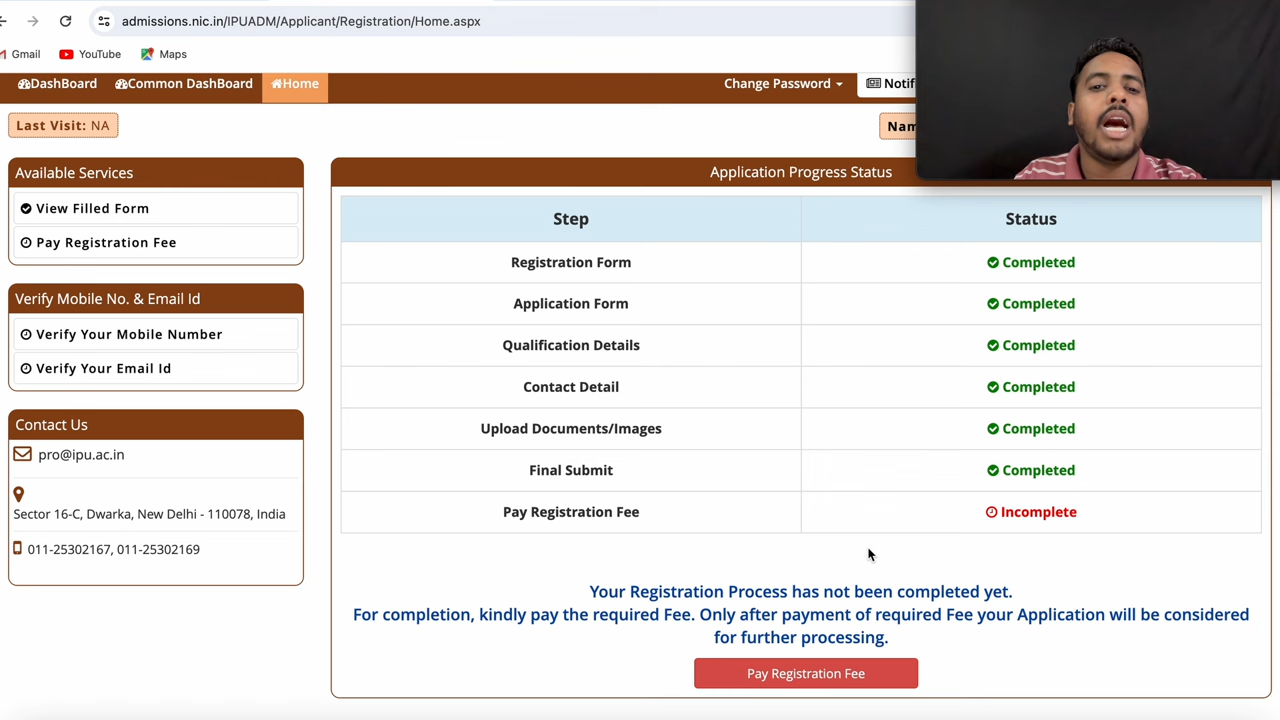 admissions.nic.in/IPUADM/Applicant/Registration/Home.aspx
Gmail YouTube Maps
DashBoard Common DashBoard Home Change Password
Last Visit: NA
Available Services
View Filled Form
Pay Registration Fee
Verify Mobile No. & Email Id
Verify Your Mobile Number
Verify Your Email Id
Contact Us
pro@ipu.ac.in
Sector 16-C, Dwarka, New Delhi - 110078, India
011-25302167, 011-25302169
Application Progress Status
Step Status
Registration Form Completed
Application Form Completed
Qualification Details Completed
Contact Detail Completed
Upload Documents/Images Completed
Final Submit Completed
Pay Registration Fee Incomplete
Your Registration Process has not been completed yet.
For completion, kindly pay the required Fee. Only after payment of required Fee your Application will be considered
for further processing.
Pay Registration Fee